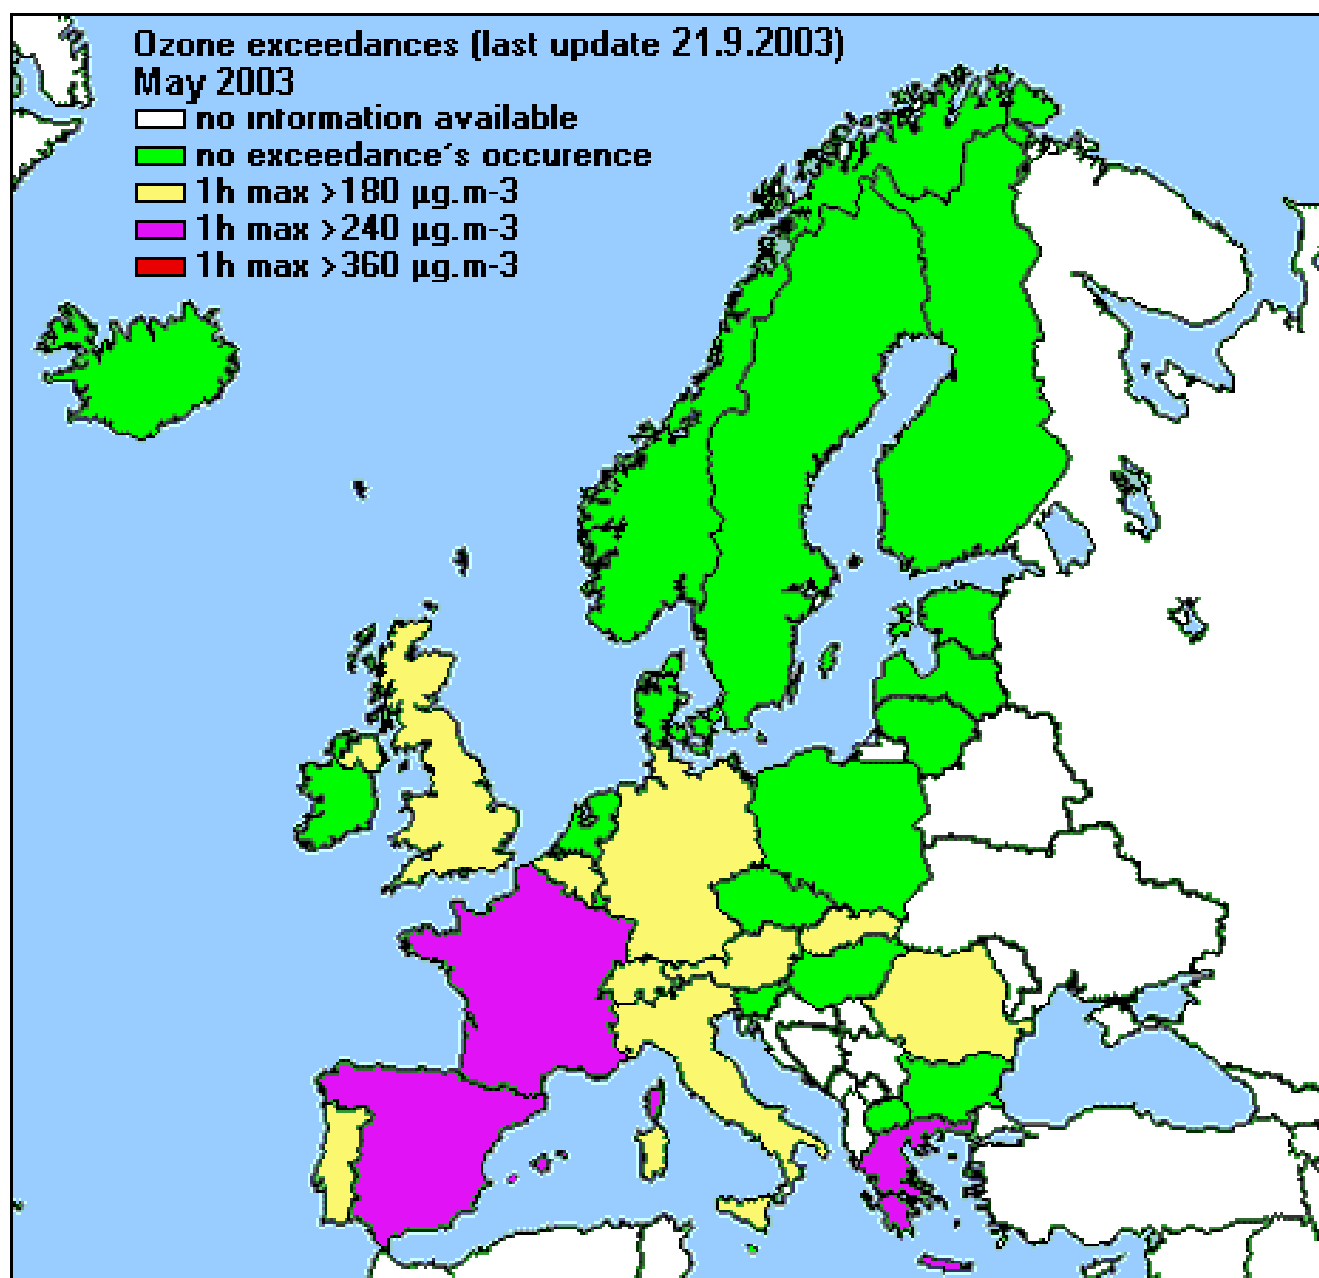 Ozone exceedances (last update 21.9.2003)
May 2003
no information available
no exceedance´s occurence
1h max >180 µg.m-3
1h max >240 µg.m-3
1h max >360 µg.m-3